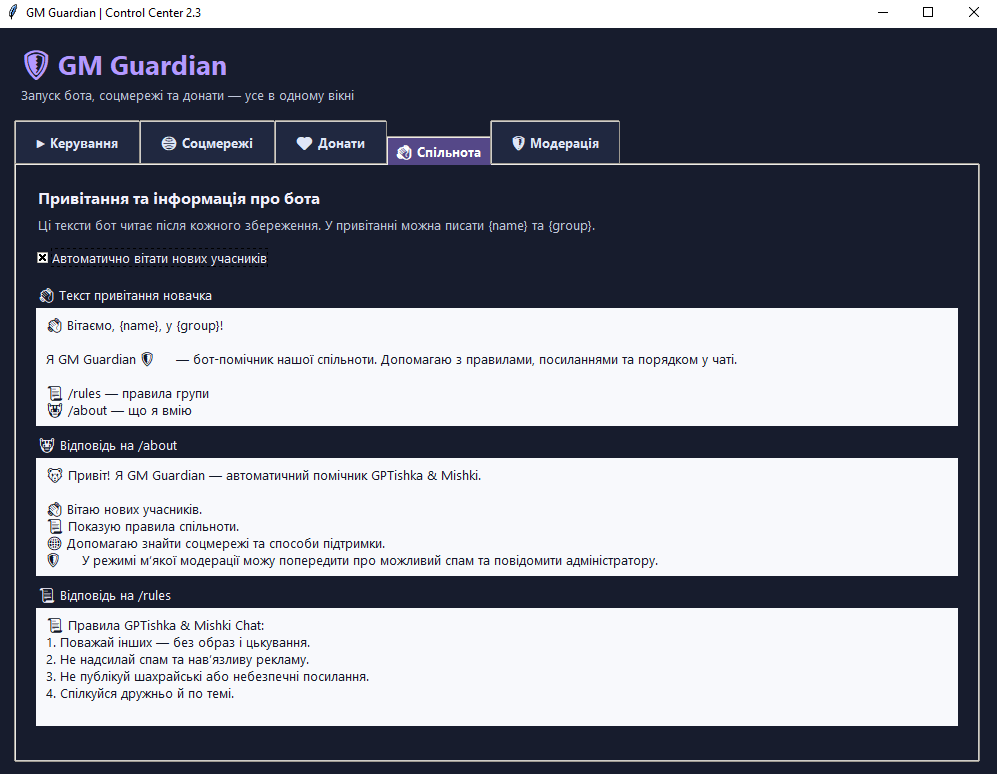 GM Guardian | Control Center 2.3
GM Guardian
Запуск бота, соцмережі та донати — усе в одному вікні
Керування
Соцмережі
Донати
Спільнота
Модерація
Привітання та інформація про бота
Ці тексти бот читає після кожного збереження. У привітанні можна писати {name} та {group}.
Автоматично вітати нових учасників
Текст привітання новачка
Вітаємо, {name}, у {group}!
Я GM Guardian 🛡 — бот-помічник нашої спільноти. Допомагаю з правилами, посиланнями та порядком у чаті.
/rules — правила групи
/about — що я вмію
Відповідь на /about
Привіт! Я GM Guardian — автоматичний помічник GPTishka & Mishki.
Вітаю нових учасників.
Показую правила спільноти.
Допомагаю знайти соцмережі та способи підтримки.
У режимі м’якої модерації можу попередити про можливий спам та повідомити адміністратору.
Відповідь на /rules
Правила GPTishka & Mishki Chat:
1. Поважай інших — без образ і цькування.
2. Не надсилай спам та нав’язливу рекламу.
3. Не публікуй шахрайські або небезпечні посилання.
4. Спілкуйся дружньо й по темі.